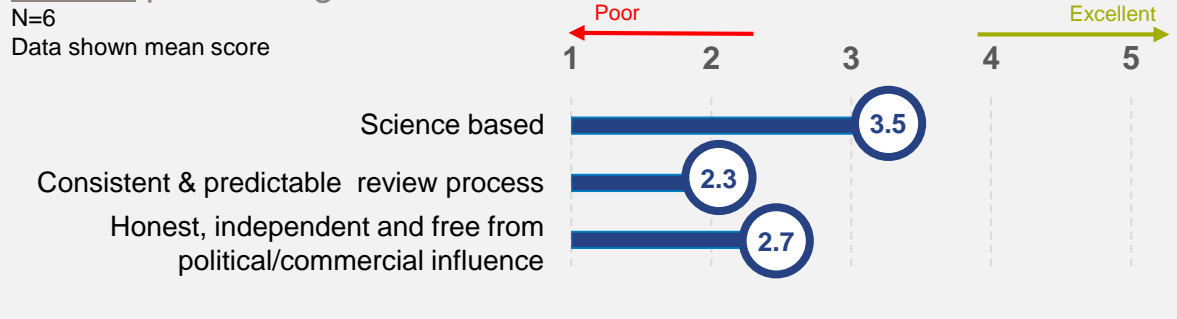 N=6
Data shown mean score
Poor
Excellent
1 2 3 4 5
Science based 3.5
Consistent & predictable review process 2.3
Honest, independent and free from
political/commercial influence
2.7